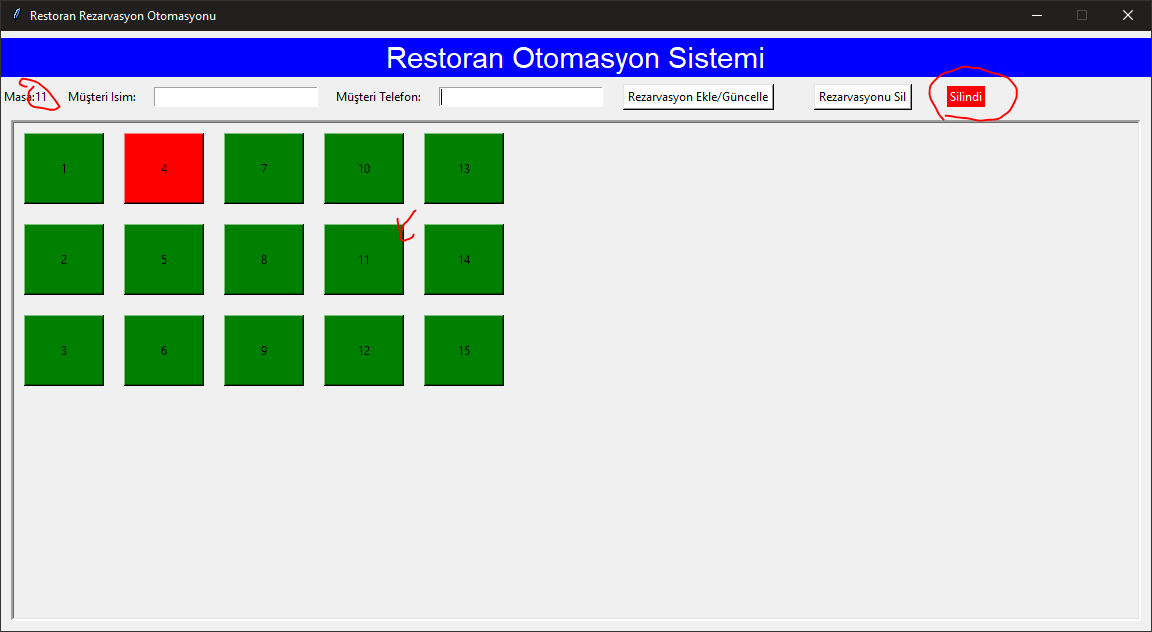 Restoran Rezarvasyon Otomasyonu
Restoran Otomasyon Sistemi
Masa:11 Müşteri Isim: Müşteri Telefon: Rezarvasyon Ekle/Güncelle Rezarvasyonu Sil Silindi
1 4 7 10 13
2 5 8 11 14
3 6 9 12 15